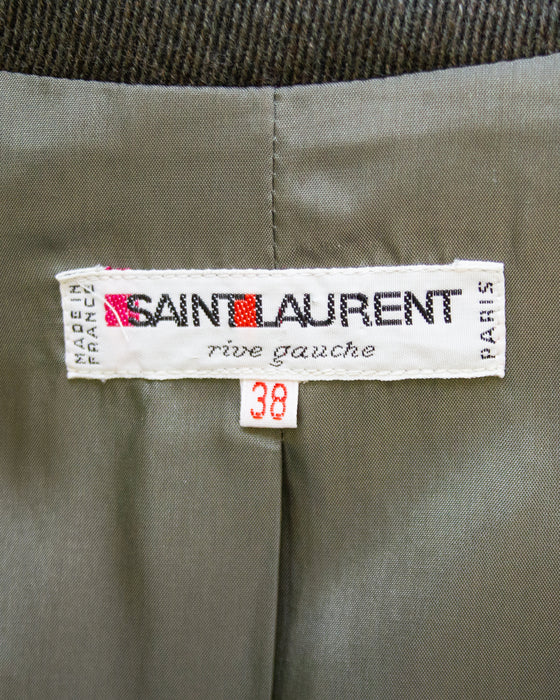 MADE IN
FRANCE
SAINT LAURENT
rive gauche
PARIS
38